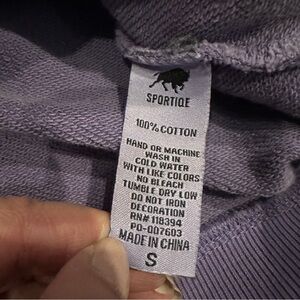 SPORTIQE
100% COTTON
HAND OR MACHINE
WASH IN
COLD WATER
WITH LIKE COLORS
NO BLEACH
TUMBLE DRY LOW
DO NOT IRON
DECORATION
RN# 118394
PO-007603
MADE IN CHINA
S